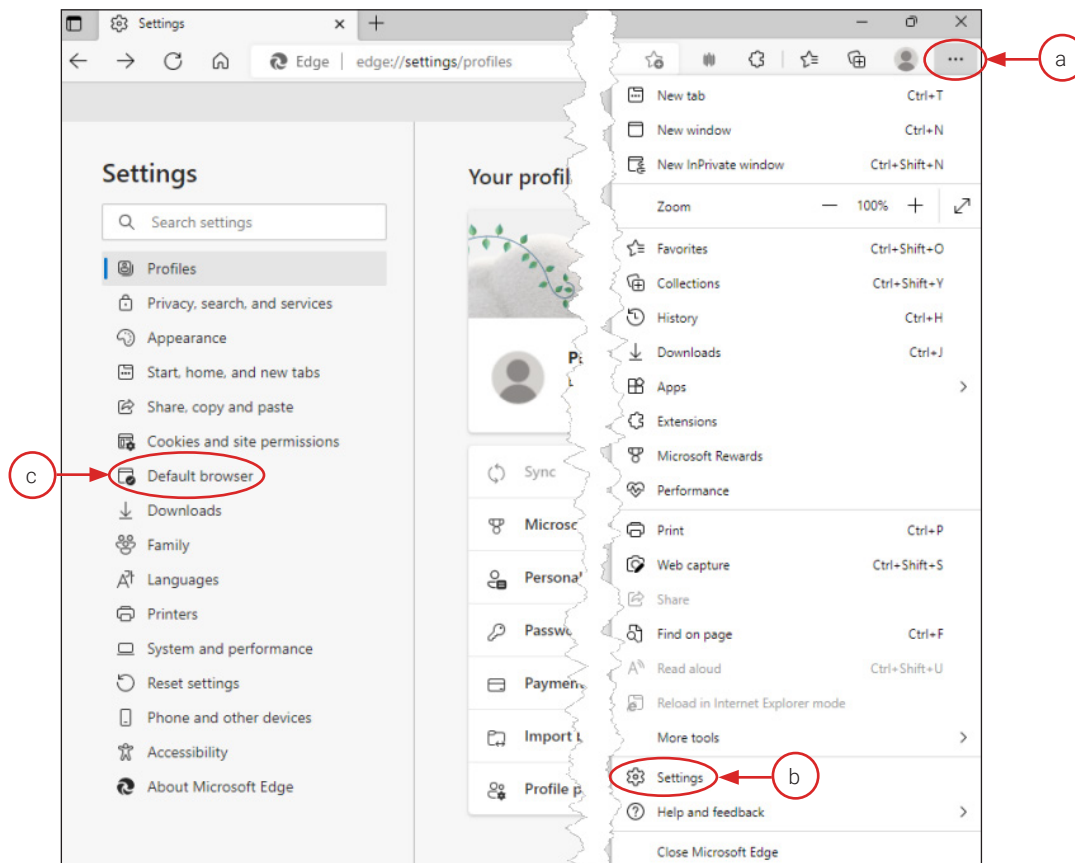 Settings
Edge edge://settings/profiles
a
Settings
Search settings
Profiles
Privacy, search, and services
Appearance
Start, home, and new tabs
Share, copy and paste
Cookies and site permissions
c
Default browser
Downloads
Family
Languages
Printers
System and performance
Reset settings
Phone and other devices
Accessibility
About Microsoft Edge
Your profil
Sync
Microsc
Personal
Passwo
Paymen
Import
Profile p
New tab Ctrl+T
New window Ctrl+N
New InPrivate window Ctrl+Shift+N
Zoom — 100% +
Favorites Ctrl+Shift+O
Collections Ctrl+Shift+Y
History Ctrl+H
Downloads Ctrl+J
Apps
Extensions
Microsoft Rewards
Performance
Print Ctrl+P
Web capture Ctrl+Shift+S
Share
Find on page Ctrl+F
Read aloud Ctrl+Shift+U
Reload in Internet Explorer mode
More tools
Settings
b
Help and feedback
Close Microsoft Edge